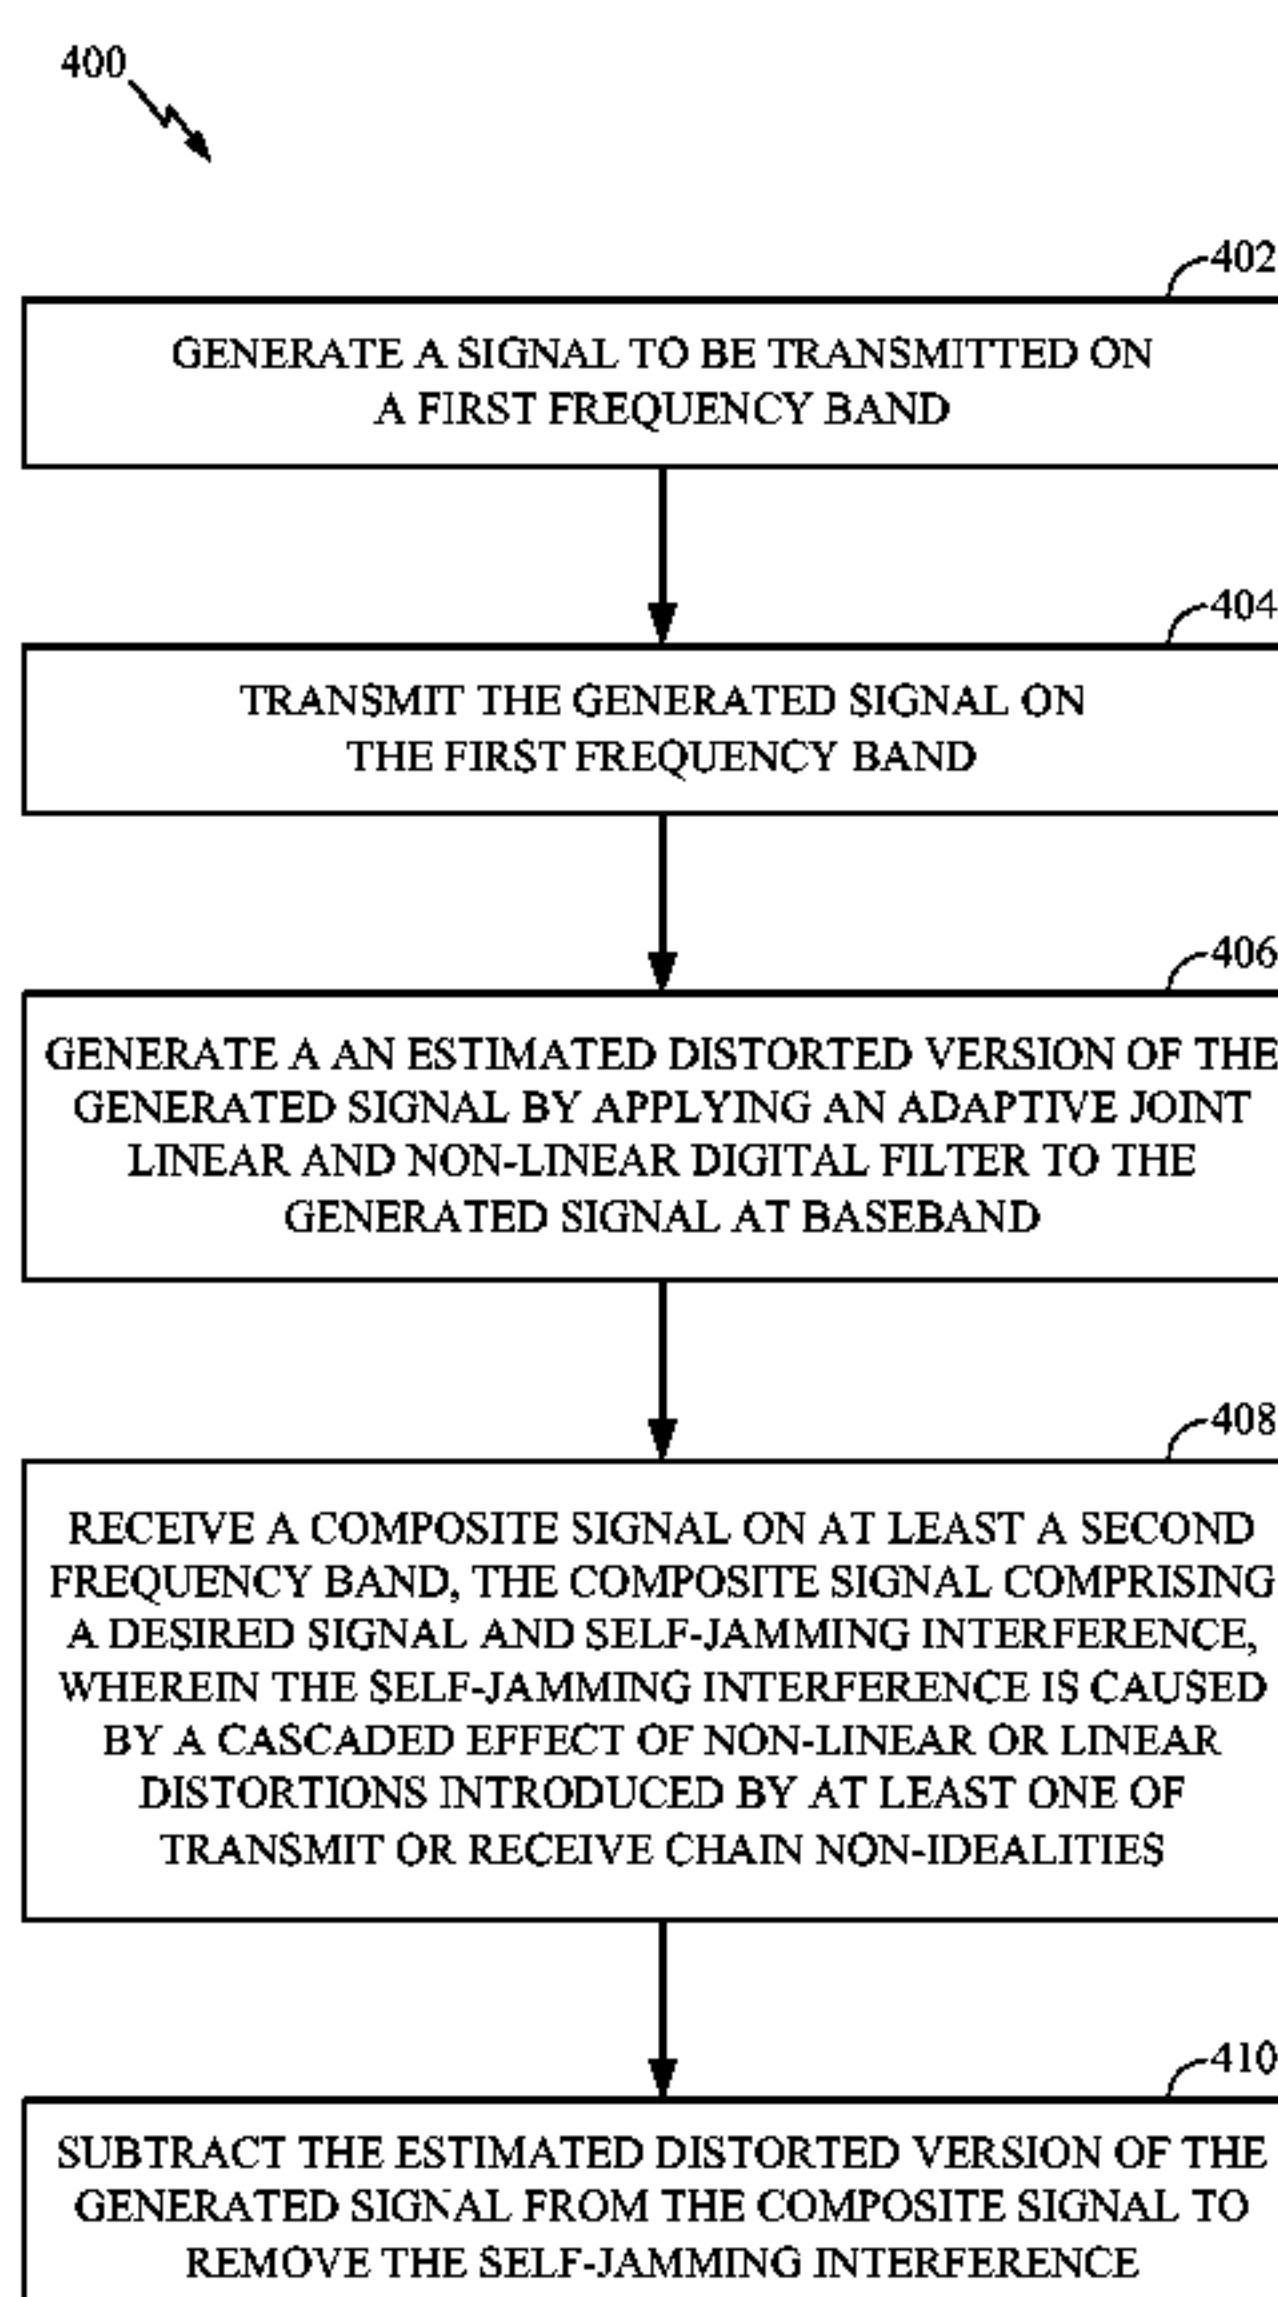 400
402
GENERATE A SIGNAL TO BE TRANSMITTED ON
A FIRST FREQUENCY BAND
404
TRANSMIT THE GENERATED SIGNAL ON
THE FIRST FREQUENCY BAND
406
GENERATE A AN ESTIMATED DISTORTED VERSION OF THE
GENERATED SIGNAL BY APPLYING AN ADAPTIVE JOINT
LINEAR AND NON-LINEAR DIGITAL FILTER TO THE
GENERATED SIGNAL AT BASEBAND
408
RECEIVE A COMPOSITE SIGNAL ON AT LEAST A SECOND
FREQUENCY BAND, THE COMPOSITE SIGNAL COMPRISING
A DESIRED SIGNAL AND SELF-JAMMING INTERFERENCE,
WHEREIN THE SELF-JAMMING INTERFERENCE IS CAUSED
BY A CASCADED EFFECT OF NON-LINEAR OR LINEAR
DISTORTIONS INTRODUCED BY AT LEAST ONE OF
TRANSMIT OR RECEIVE CHAIN NON-IDEALITIES
410
SUBTRACT THE ESTIMATED DISTORTED VERSION OF THE
GENERATED SIGNAL FROM THE COMPOSITE SIGNAL TO
REMOVE THE SELF-JAMMING INTERFERENCE